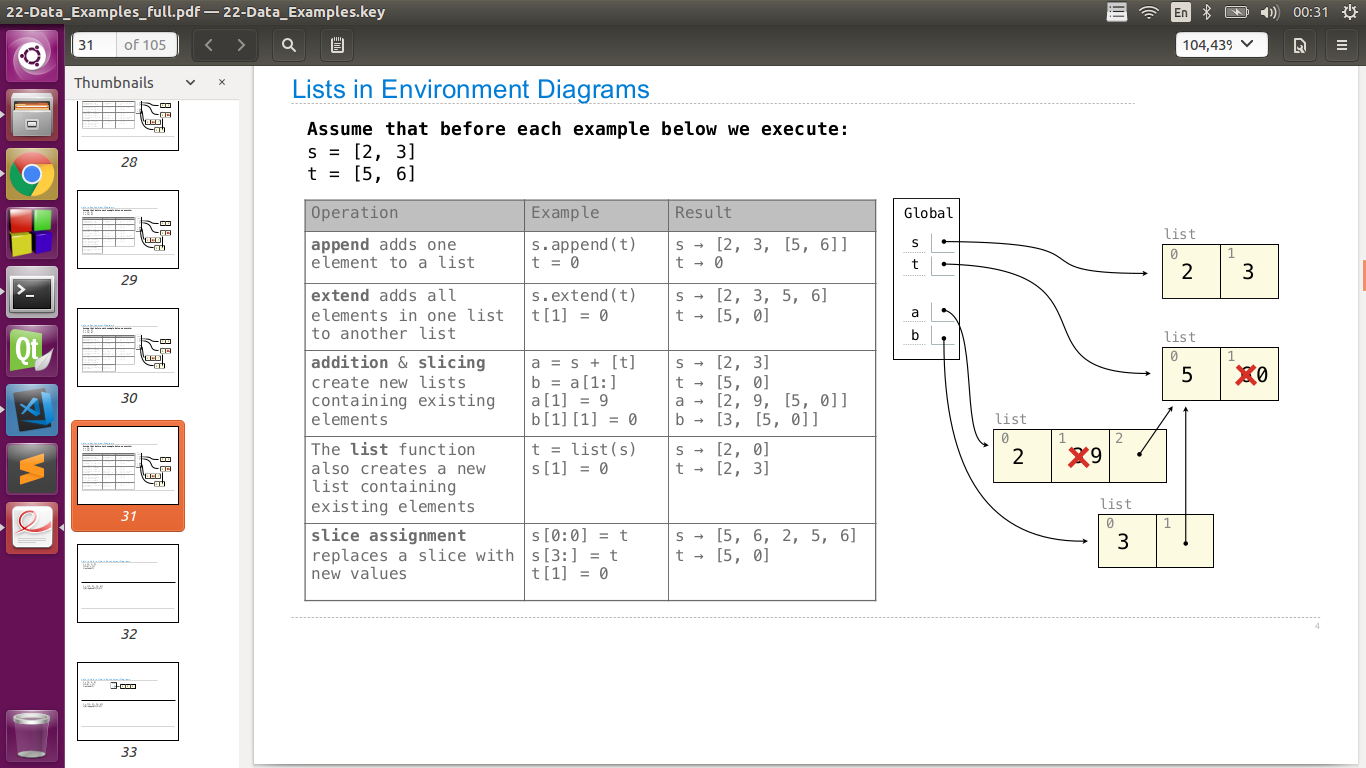 22-Data_Examples_full.pdf — 22-Data_Examples.key
En
00:31
31
of 105
104,43%
Thumbnails
×
28
29
30
31
32
33
Lists in Environment Diagrams
Assume that before each example below we execute:
s = [2, 3]
t = [5, 6]
Operation
Example
Result
append adds one
element to a list
s.append(t)
t = 0
s → [2, 3, [5, 6]]
t → 0
extend adds all
elements in one list
to another list
s.extend(t)
t[1] = 0
s → [2, 3, 5, 6]
t → [5, 0]
addition & slicing
create new lists
containing existing
elements
a = s + [t]
b = a[1:]
a[1] = 9
b[1][1] = 0
s → [2, 3]
t → [5, 0]
a → [2, 9, [5, 0]]
b → [3, [5, 0]]
The list function
also creates a new
list containing
existing elements
t = list(s)
s[1] = 0
s → [2, 0]
t → [2, 3]
slice assignment
replaces a slice with
new values
s[0:0] = t
s[3:] = t
t[1] = 0
s → [5, 6, 2, 5, 6]
t → [5, 0]
Global
s
t
a
b
list
0 1
2 3
list
0 1
5 0
list
0 1 2
2 9
list
0 1
3
4
Qt
>_